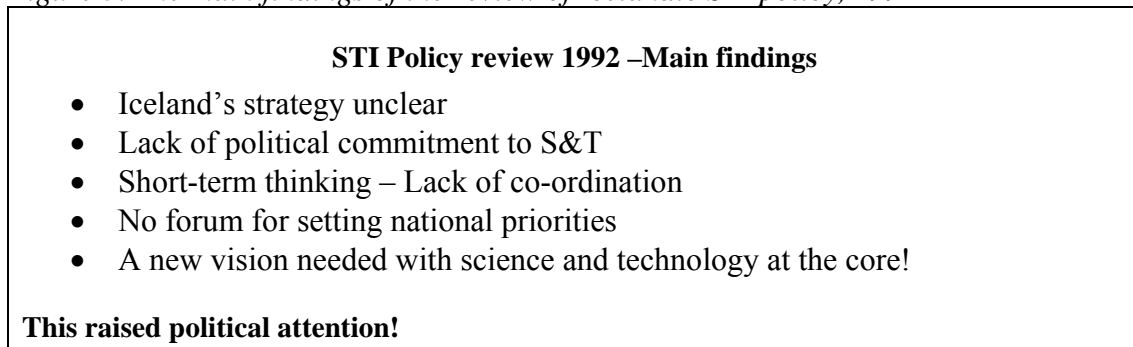 STI Policy review 1992 –Main findings
• Iceland's strategy unclear
• Lack of political commitment to S&T
• Short-term thinking – Lack of co-ordination
• No forum for setting national priorities
• A new vision needed with science and technology at the core!
This raised political attention!